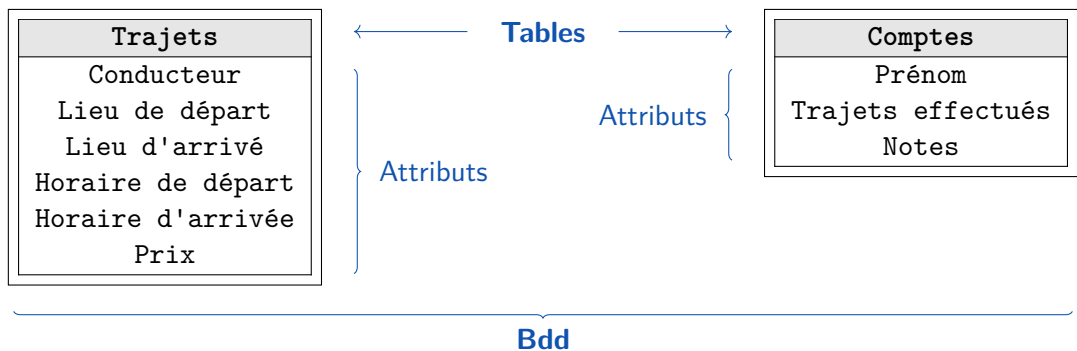 Trajets
Conducteur
Lieu de départ
Lieu d'arrivé
Horaire de départ
Horaire d'arrivée
Prix
Tables
Attributs
Attributs
Comptes
Prénom
Trajets effectués
Notes
Bdd